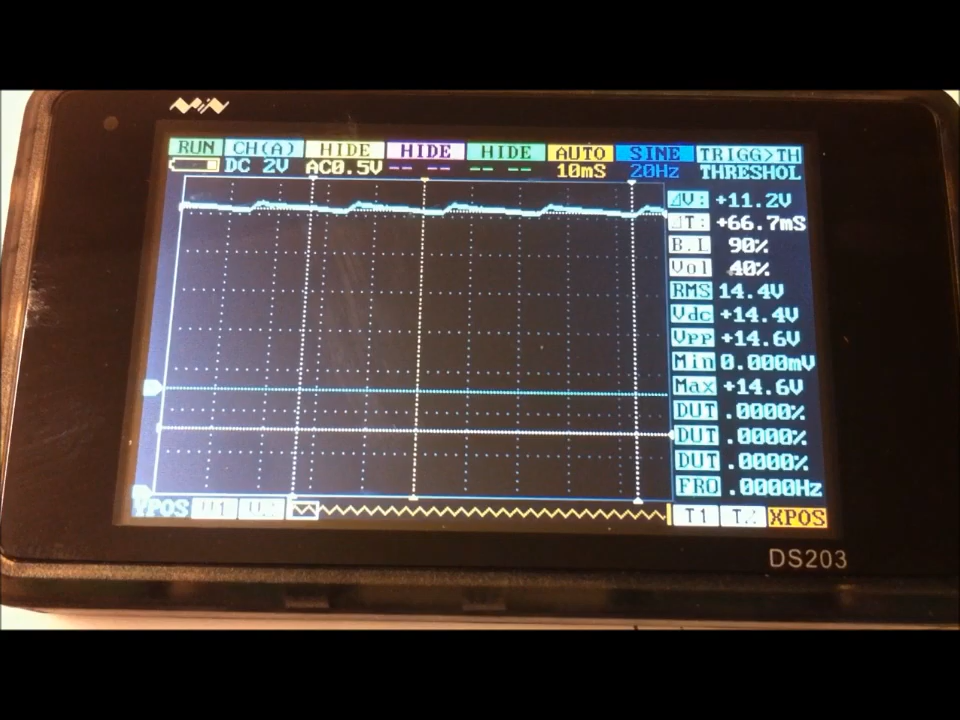 RUN CH(A) HIDE HIDE HIDE AUTO SINE TRIGG>TH
DC 2V AC0.5V -- -- -- -- 10mS 20Hz THRESHOL
⊿V: +11.2V
⊿T: +66.7mS
B.L 90%
Vol 40%
RMS 14.4V
Vdc +14.4V
Vpp +14.6V
Min 0.000mV
Max +14.6V
DUT .0000%
DUT .0000%
DUT .0000%
FRQ .0000Hz
YPOS V1 T1 XPOS
DS203